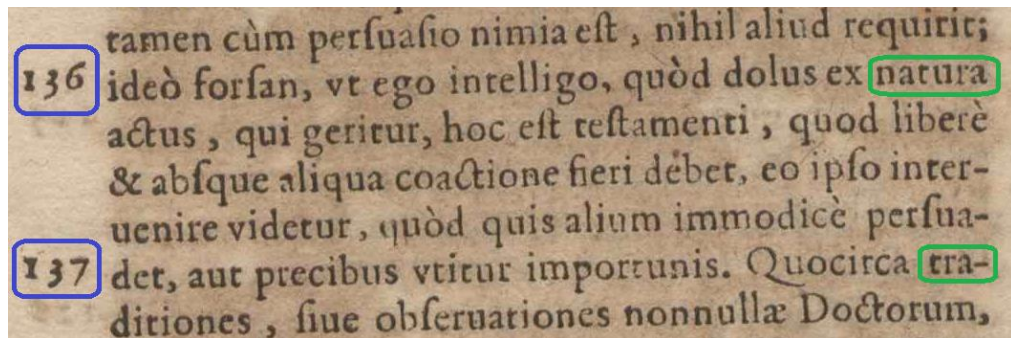 tamen cùm perſuaſio nimia eſt , nihil aliud requirit;
136 ideò forſan, vt ego intelligo, quòd dolus ex natura
actus , qui geritur, hoc eſt teſtamenti , quod liberè
& abſque aliqua coactione fieri debet, eo ipſo inter-
uenire videtur , quòd quis alium immodicè perſua-
137 det, aut precibus vtitur importunis. Quocirca tra-
ditiones , ſiue obſeruationes nonnullæ Doctorum,